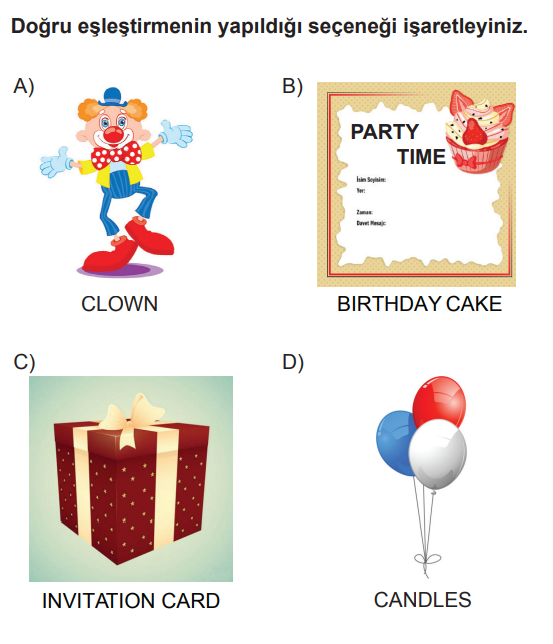 Doğru eşleştirmenin yapıldığı seçeneği işaretleyiniz.
A)
CLOWN
B)
PARTY
TIME
İsim Soyisim:
Yer:
Zaman:
Davet Mesajı:
BIRTHDAY CAKE
C)
INVITATION CARD
D)
CANDLES